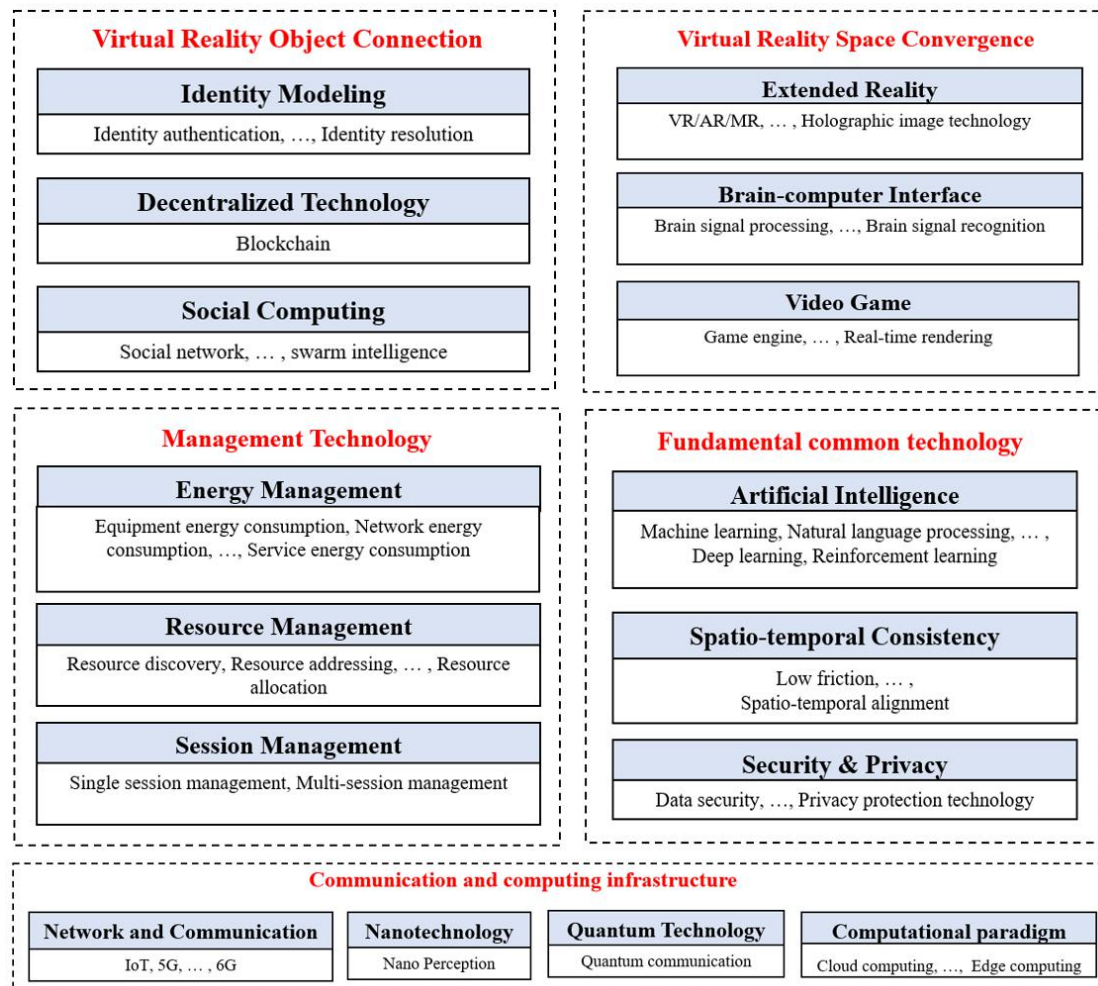 Virtual Reality Object Connection
Identity Modeling
Identity authentication, …, Identity resolution
Decentralized Technology
Blockchain
Social Computing
Social network, … , swarm intelligence
Virtual Reality Space Convergence
Extended Reality
VR/AR/MR, … , Holographic image technology
Brain-computer Interface
Brain signal processing, …, Brain signal recognition
Video Game
Game engine, … , Real-time rendering
Management Technology
Energy Management
Equipment energy consumption, Network energy
consumption, …, Service energy consumption
Resource Management
Resource discovery, Resource addressing, … , Resource
allocation
Session Management
Single session management, Multi-session management
Fundamental common technology
Artificial Intelligence
Machine learning, Natural language processing, … ,
Deep learning, Reinforcement learning
Spatio-temporal Consistency
Low friction, … ,
Spatio-temporal alignment
Security & Privacy
Data security, …, Privacy protection technology
Communication and computing infrastructure
Network and Communication
IoT, 5G, … , 6G
Nanotechnology
Nano Perception
Quantum Technology
Quantum communication
Computational paradigm
Cloud computing, …, Edge computing